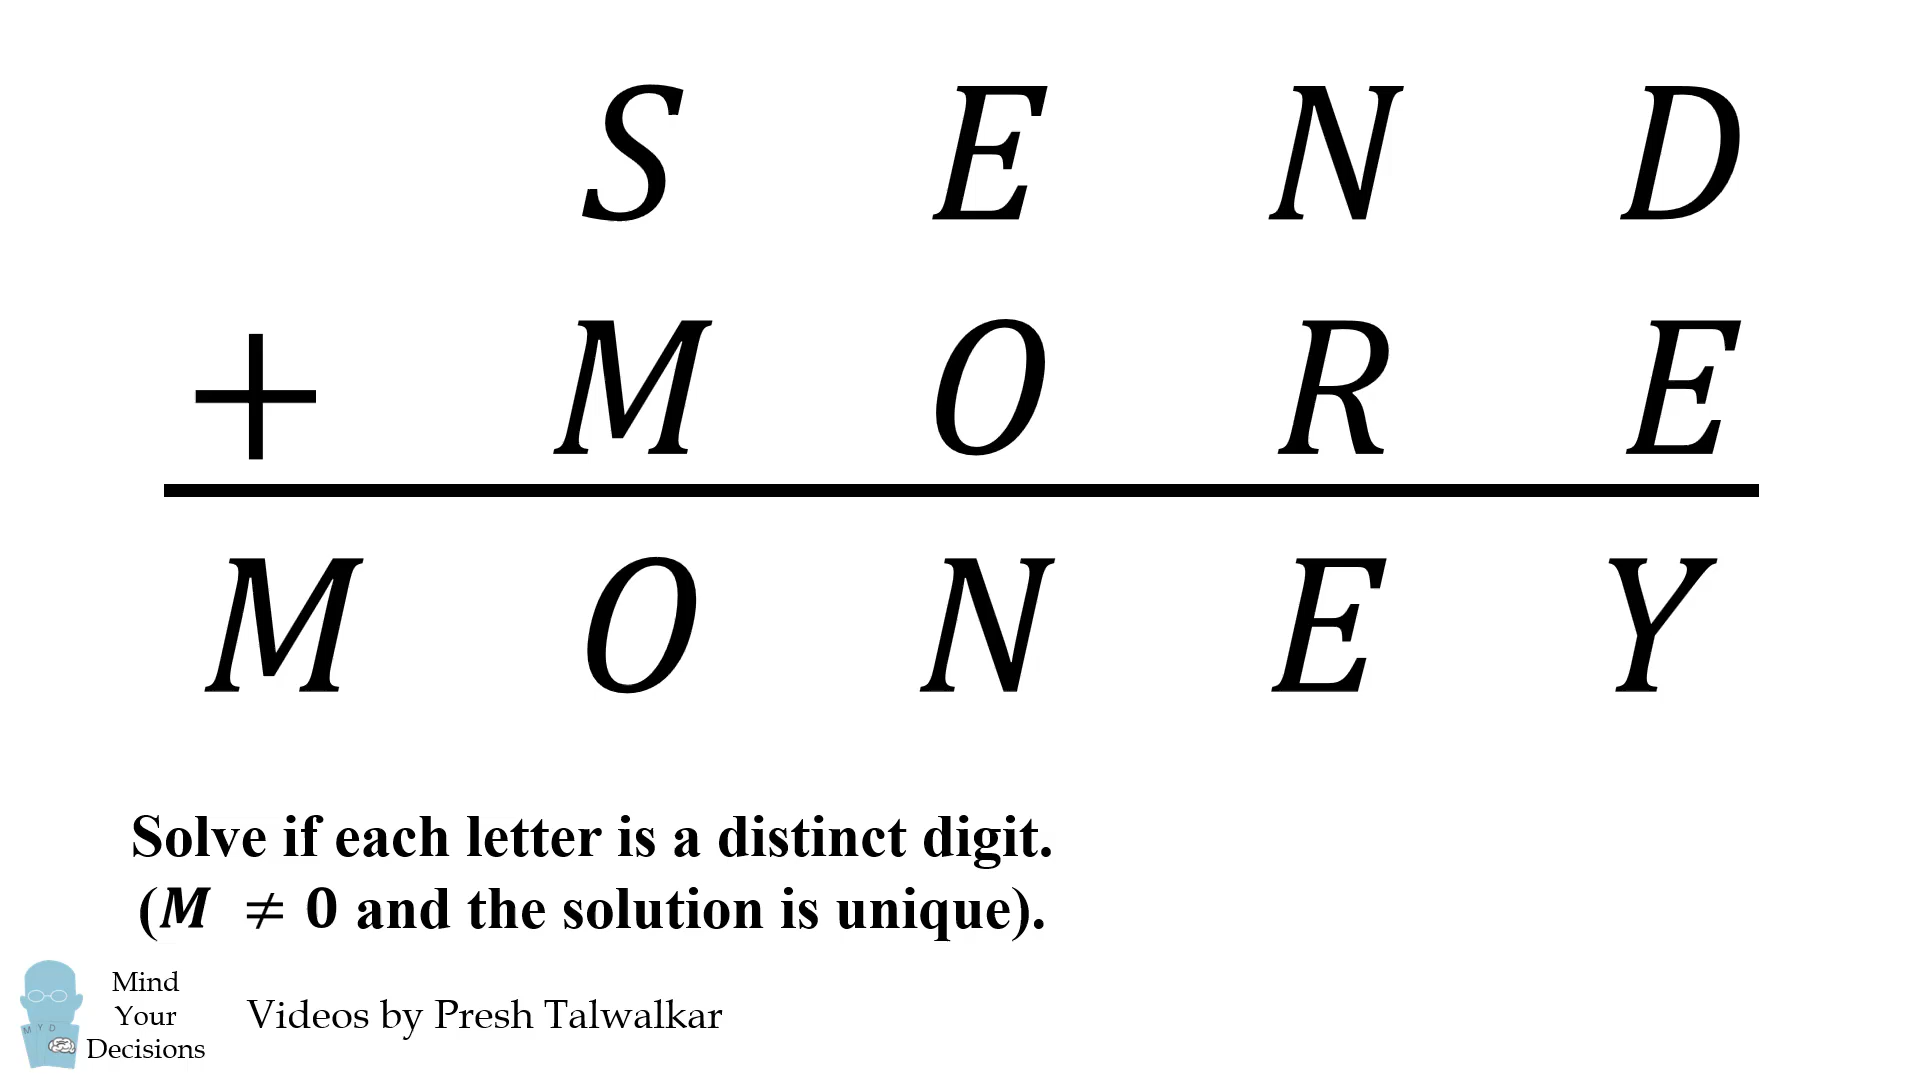 S E N D
+ M O R E
M O N E Y
Solve if each letter is a distinct digit.
(M ≠ 0 and the solution is unique).
Mind
Your
Decisions
M Y D
Videos by Presh Talwalkar